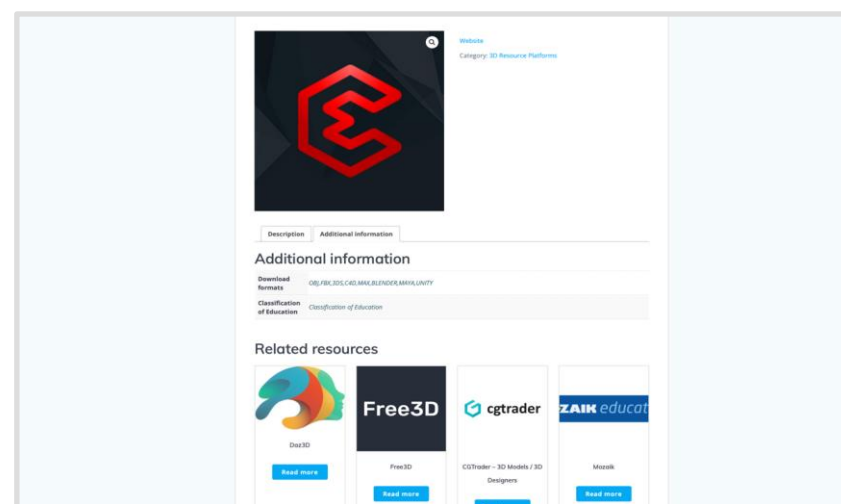 Website
Category: 3D Resource Platforms
Description
Additional information
Additional information
Download formats
OBJ,FBX,3DS,C4D,MAX,BLENDER,MAYA,UNITY
Classification of Education
Classification of Education
Related resources
Free3D
cgtrader
ZAIK educat
Daz3D
Free3D
CGTrader – 3D Models / 3D
Designers
Mozaik
Read more
Read more
Read more